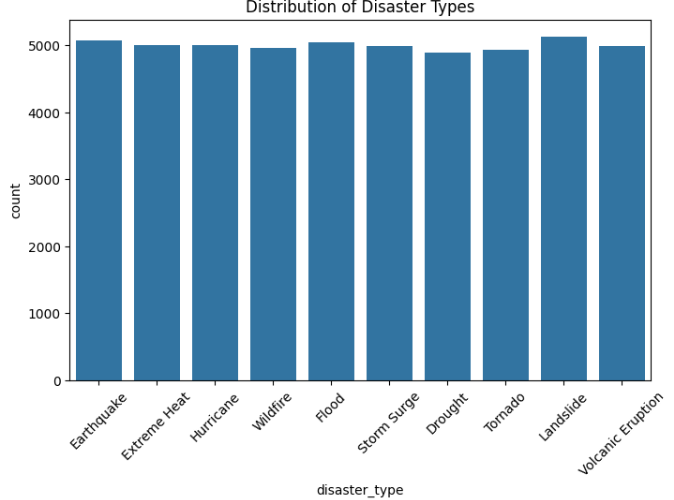 Distribution of Disaster Types
5000
4000
3000
2000
1000
0
count
Earthquake
Extreme Heat
Hurricane
Wildfire
Flood
Storm Surge
Drought
Tornado
Landslide
Volcanic Eruption
disaster_type